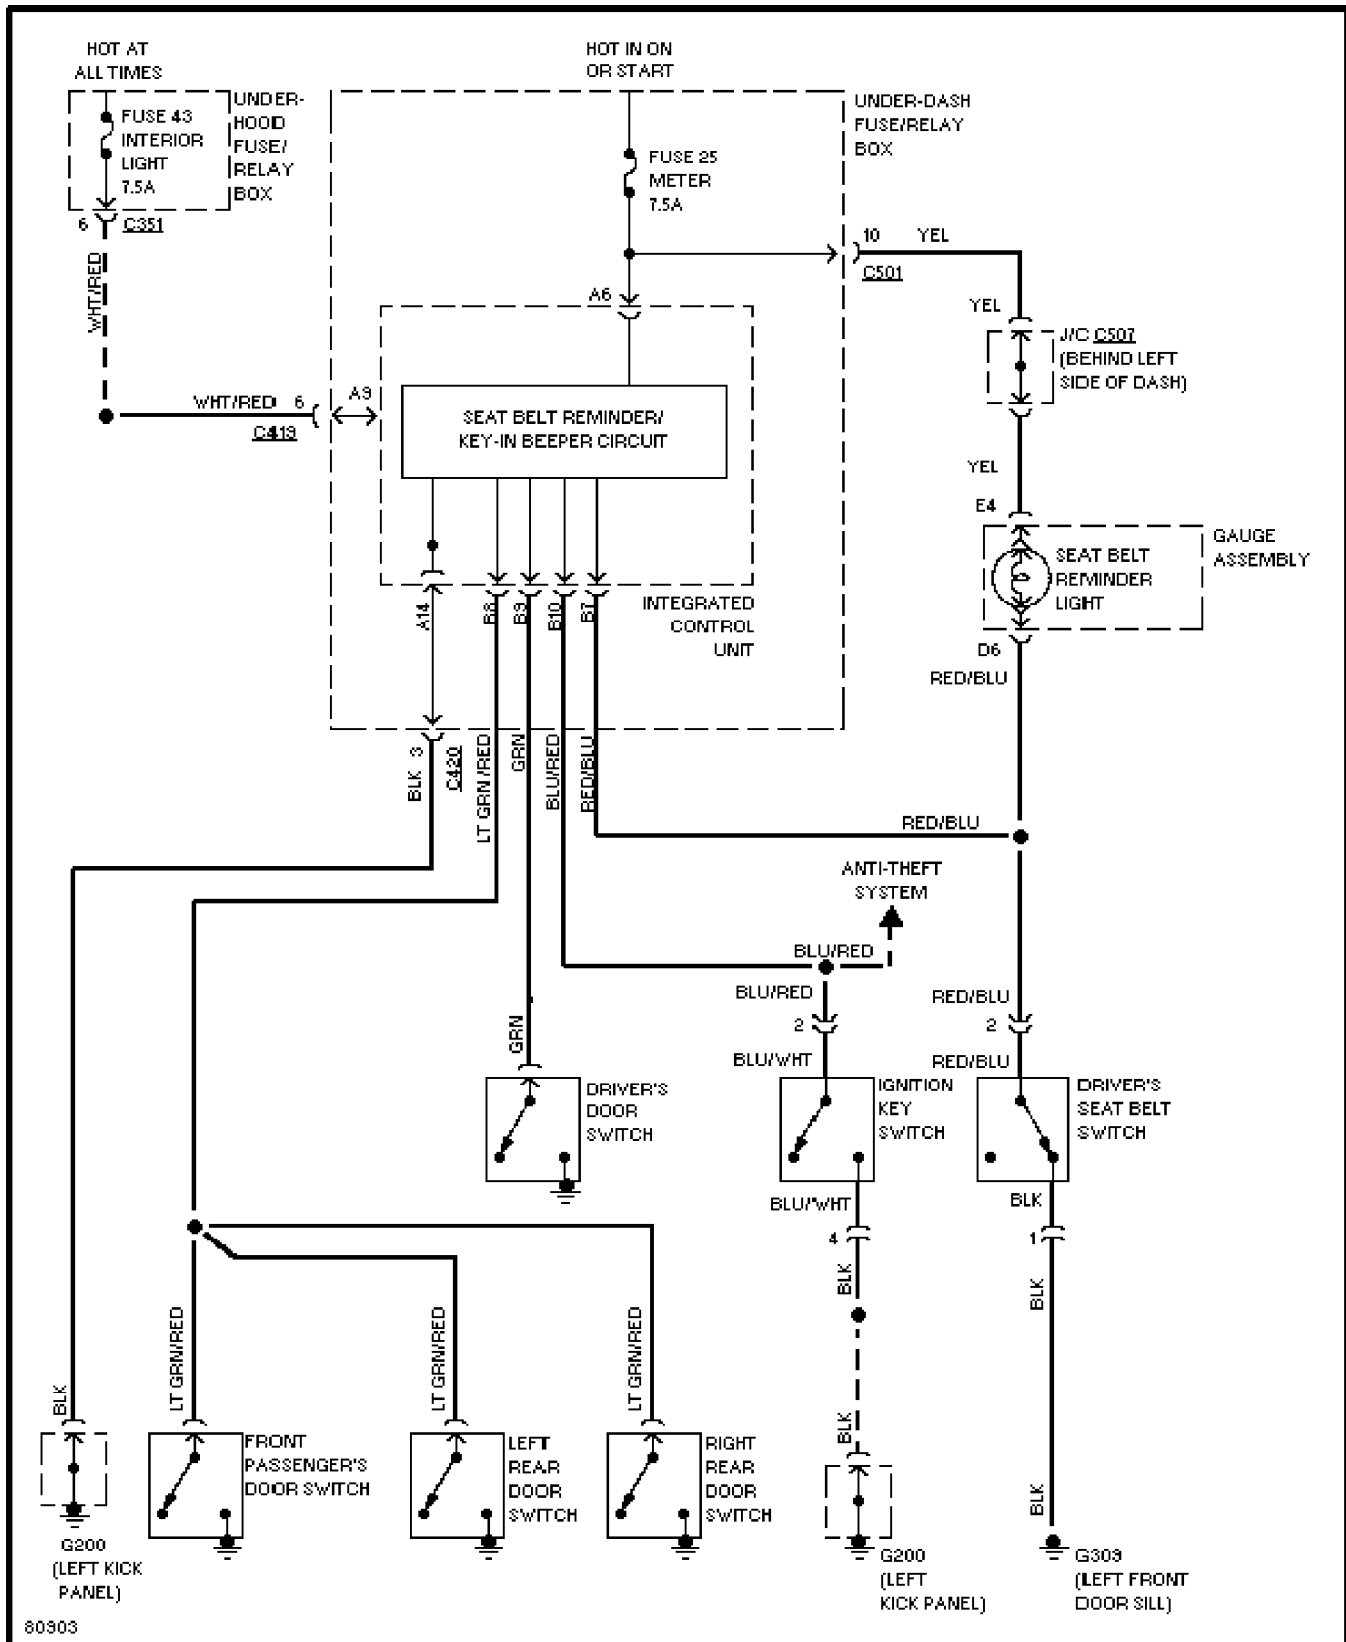 HOT AT
ALL TIMES
HOT IN ON
OR START
FUSE 43
INTERIOR
LIGHT
7.5A
UNDER-
HOOD
FUSE/
RELAY
BOX
FUSE 25
METER
7.5A
UNDER-DASH
FUSE/RELAY
BOX
6 C351
WHT/RED
10 YEL
C501
A6
YEL
J/C C507
(BEHIND LEFT
SIDE OF DASH)
WHT/RED 6
C419
A9
SEAT BELT REMINDER/
KEY-IN BEEPER CIRCUIT
YEL
E4
GAUGE
ASSEMBLY
SEAT BELT
REMINDER
LIGHT
A14
B8
B9
B10
B7
INTEGRATED
CONTROL
UNIT
D6
RED/BLU
BLK 3
C420
LT GRN/RED
GRN
BLU/RED
RED/BLU
RED/BLU
ANTI-THEFT
SYSTEM
BLU/RED
BLU/RED
2
BLU/WHT
RED/BLU
2
RED/BLU
GRN
DRIVER'S
DOOR
SWITCH
IGNITION
KEY
SWITCH
DRIVER'S
SEAT BELT
SWITCH
BLU/WHT
4
BLK
BLK
1
BLK
BLK
LT GRN/RED
LT GRN/RED
LT GRN/RED
BLK
BLK
FRONT
PASSENGER'S
DOOR SWITCH
LEFT
REAR
DOOR
SWITCH
RIGHT
REAR
DOOR
SWITCH
G200
(LEFT KICK
PANEL)
G200
(LEFT
KICK PANEL)
G303
(LEFT FRONT
DOOR SILL)
80903